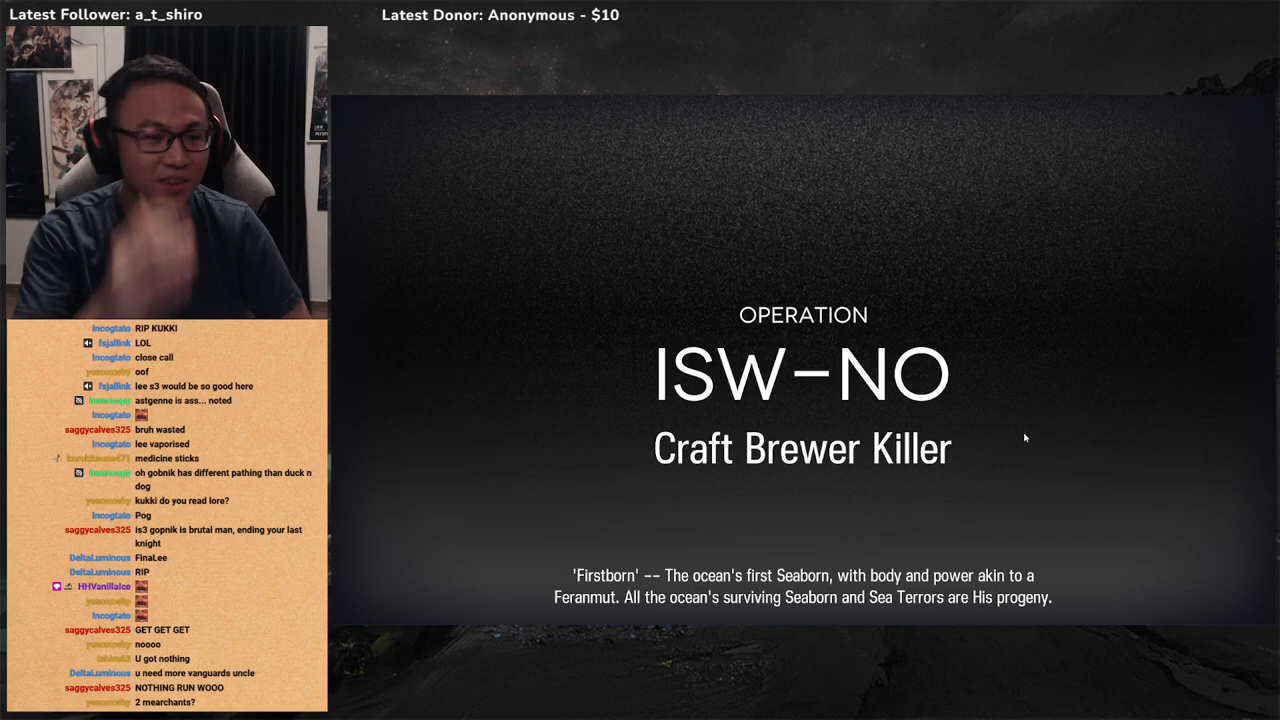 Latest Follower: a_t_shiro
Latest Donor: Anonymous - $10
Incogtato RIP KUKKI
fsjallink LOL
Incogtato close call
oof
fsjallink lee s3 would be so good here
astgenne is ass... noted
Incogtato
saggycalves325 bruh wasted
Incogtato lee vaporised
medicine sticks
oh gobnik has different pathing than duck n
dog
kukki do you read lore?
Incogtato Pog
saggycalves325 is3 gopnik is brutal man, ending your last
knight
DeltaLuminous FinaLee
DeltaLuminous RIP
HHVanillaIce
Incogtato
saggycalves325 GET GET GET
noooo
U got nothing
DeltaLuminous u need more vanguards uncle
saggycalves325 NOTHING RUN WOOO
2 mearchants?
OPERATION
ISW-NO
Craft Brewer Killer
'Firstborn' -- The ocean's first Seaborn, with body and power akin to a
Feranmut. All the ocean's surviving Seaborn and Sea Terrors are His progeny.